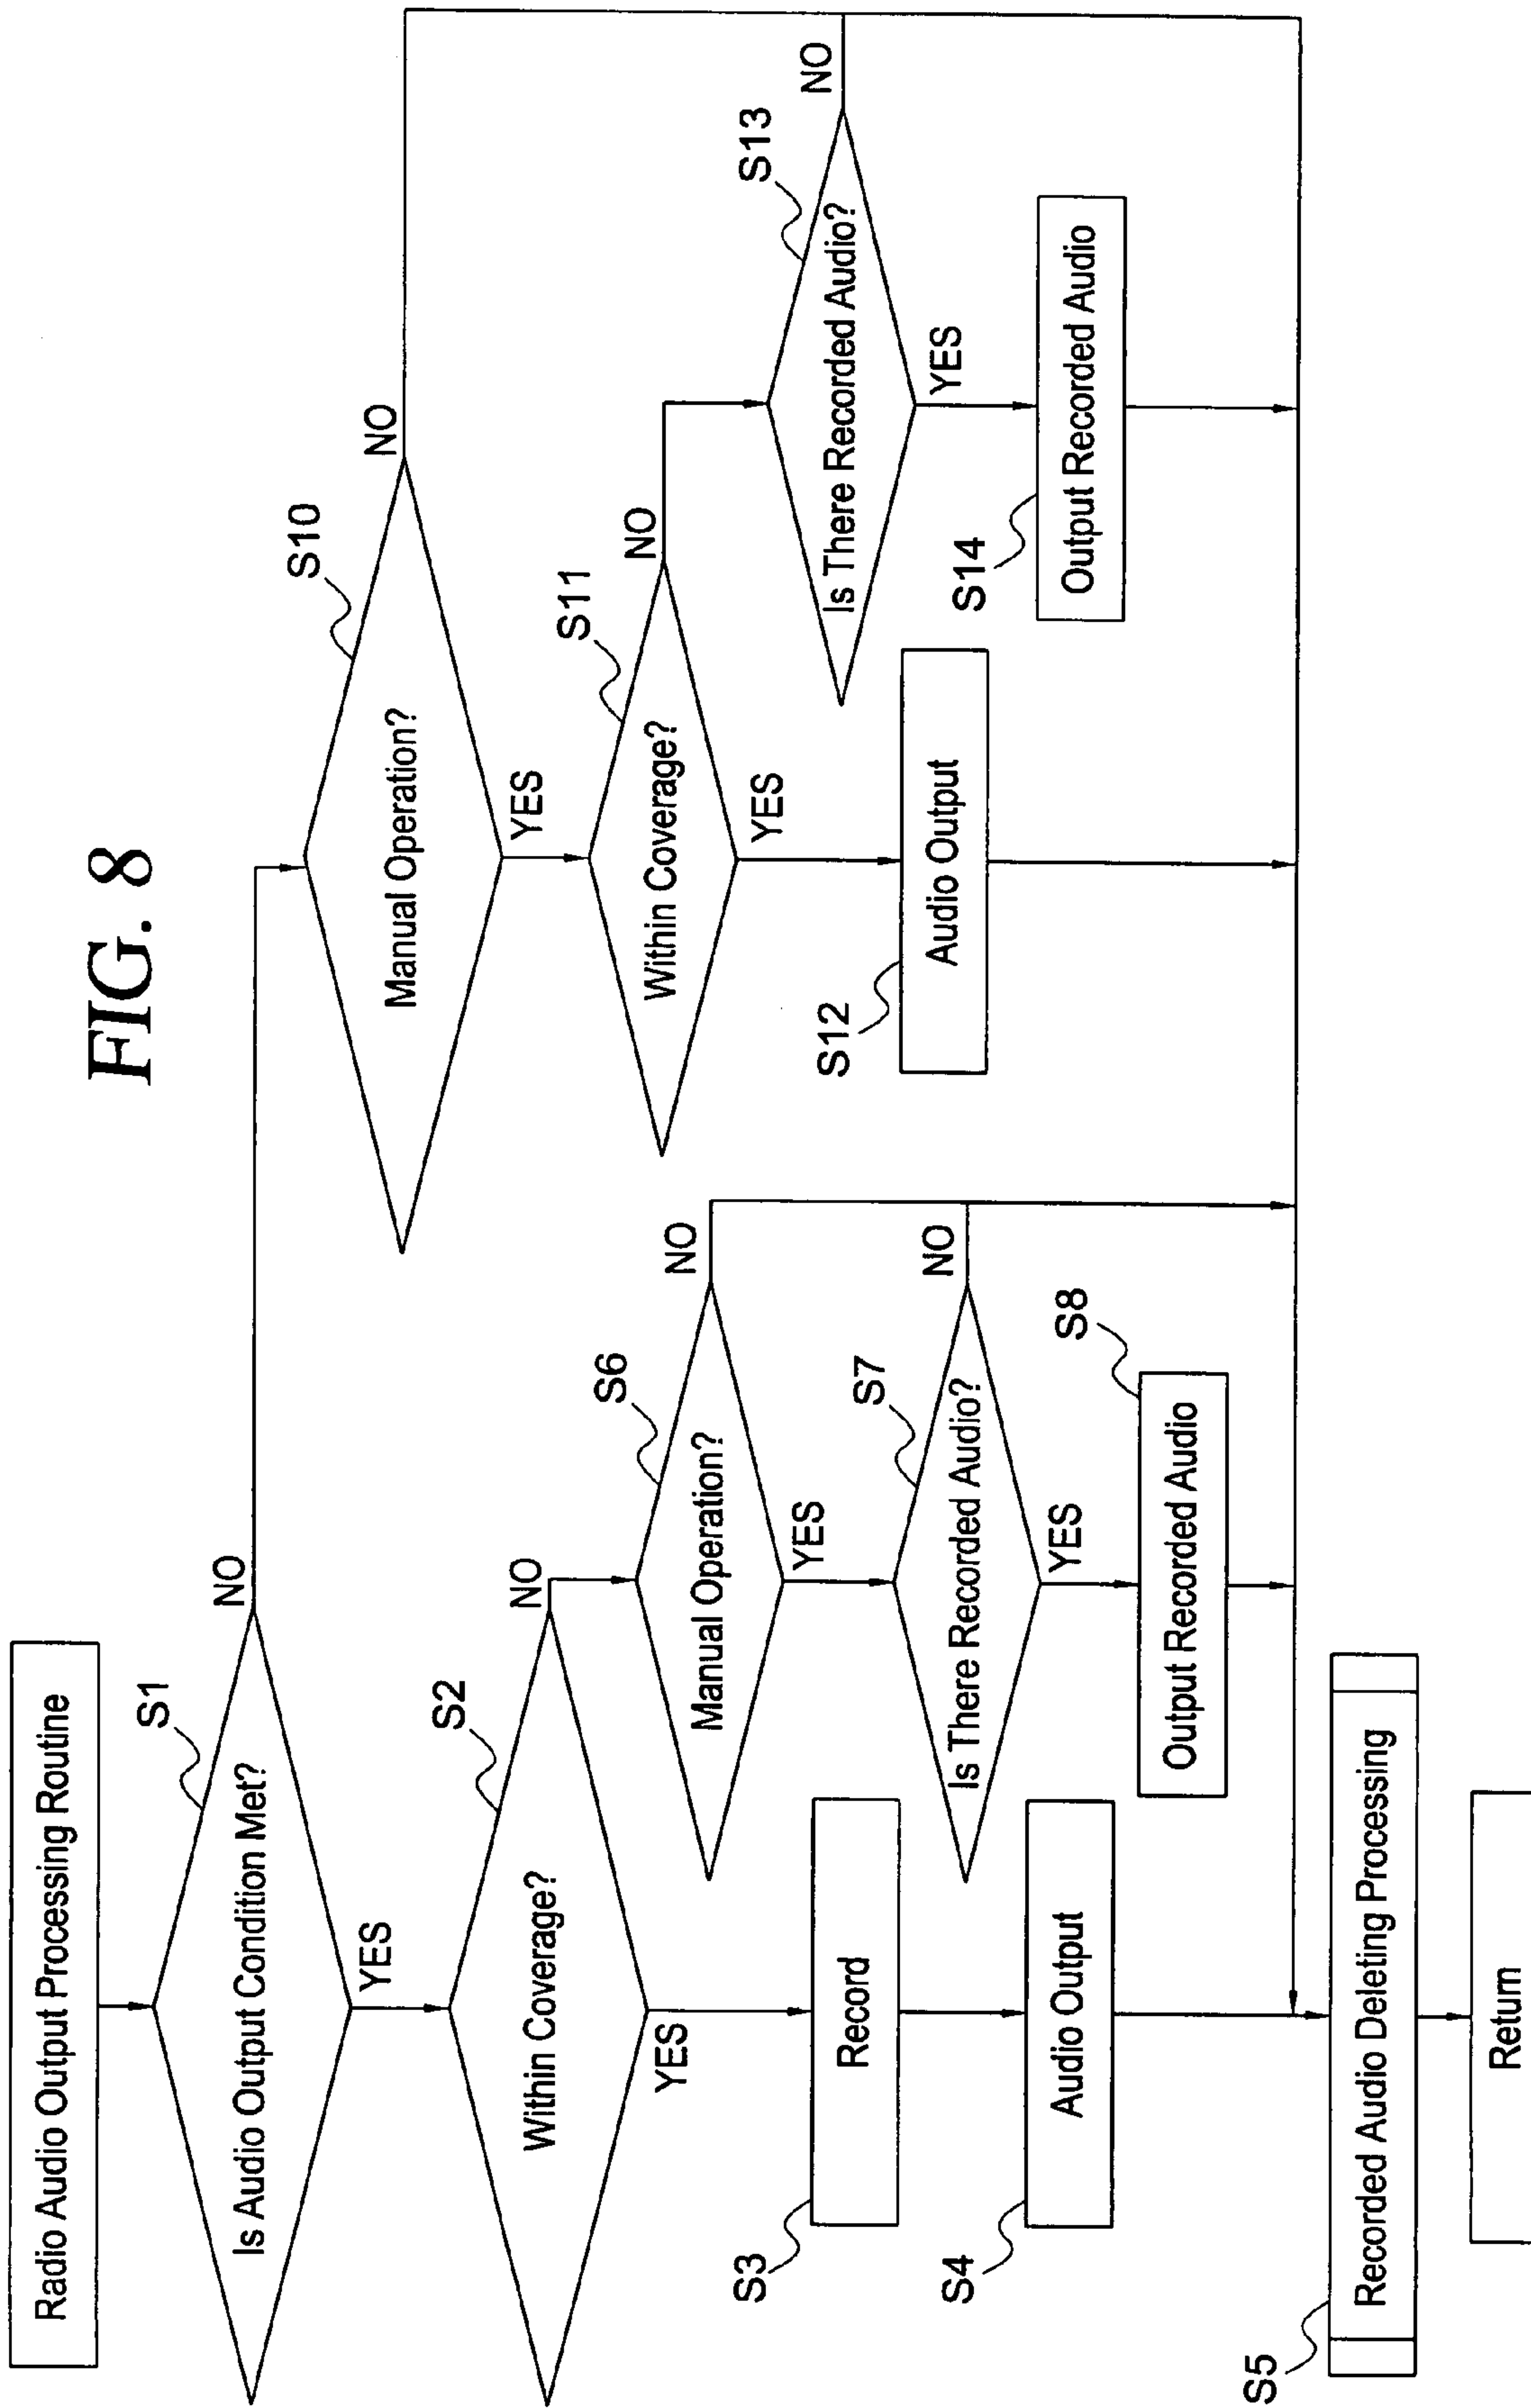 FIG. 8
Radio Audio Output Processing Routine
S1
Is Audio Output Condition Met?
NO
YES
S2
Within Coverage?
NO
YES
S3
Record
S4
Audio Output
S5
Recorded Audio Deleting Processing
Return
S6
Manual Operation?
NO
YES
S7
Is There Recorded Audio?
NO
YES
S8
Output Recorded Audio
S10
Manual Operation?
NO
YES
S11
Within Coverage?
NO
YES
S12
Audio Output
S13
Is There Recorded Audio?
NO
YES
S14
Output Recorded Audio